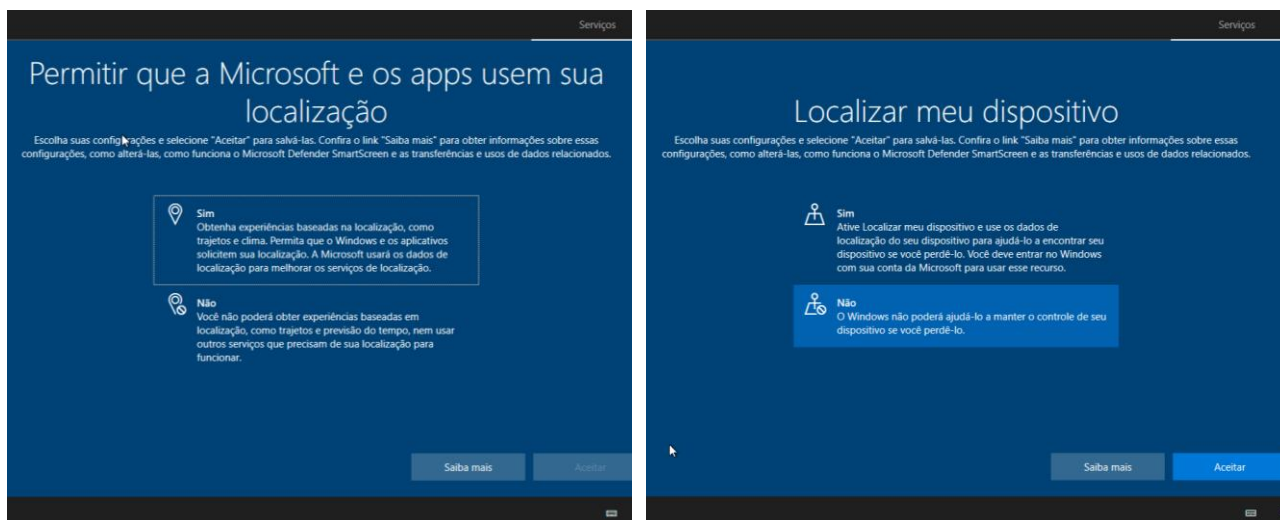 Serviços
Permitir que a Microsoft e os apps usem sua
localização
Escolha suas configurações e selecione "Aceitar" para salvá-las. Confira o link "Saiba mais" para obter informações sobre essas
configurações, como alterá-las, como funciona o Microsoft Defender SmartScreen e as transferências e usos de dados relacionados.
Sim
Obtenha experiências baseadas na localização, como
trajetos e clima. Permita que o Windows e os aplicativos
solicitem sua localização. A Microsoft usará os dados de
localização para melhorar os serviços de localização.
Não
Você não poderá obter experiências baseadas em
localização, como trajetos e previsão do tempo, nem usar
outros serviços que precisam de sua localização para
funcionar.
Saiba mais
Aceitar
Serviços
Localizar meu dispositivo
Escolha suas configurações e selecione "Aceitar" para salvá-las. Confira o link "Saiba mais" para obter informações sobre essas
configurações, como alterá-las, como funciona o Microsoft Defender SmartScreen e as transferências e usos de dados relacionados.
Sim
Ative Localizar meu dispositivo e use os dados de
localização do seu dispositivo para ajudá-lo a encontrar seu
dispositivo se você perdê-lo. Você deve entrar no Windows
com sua conta da Microsoft para usar esse recurso.
Não
O Windows não poderá ajudá-lo a manter o controle de seu
dispositivo se você perdê-lo.
Saiba mais
Aceitar